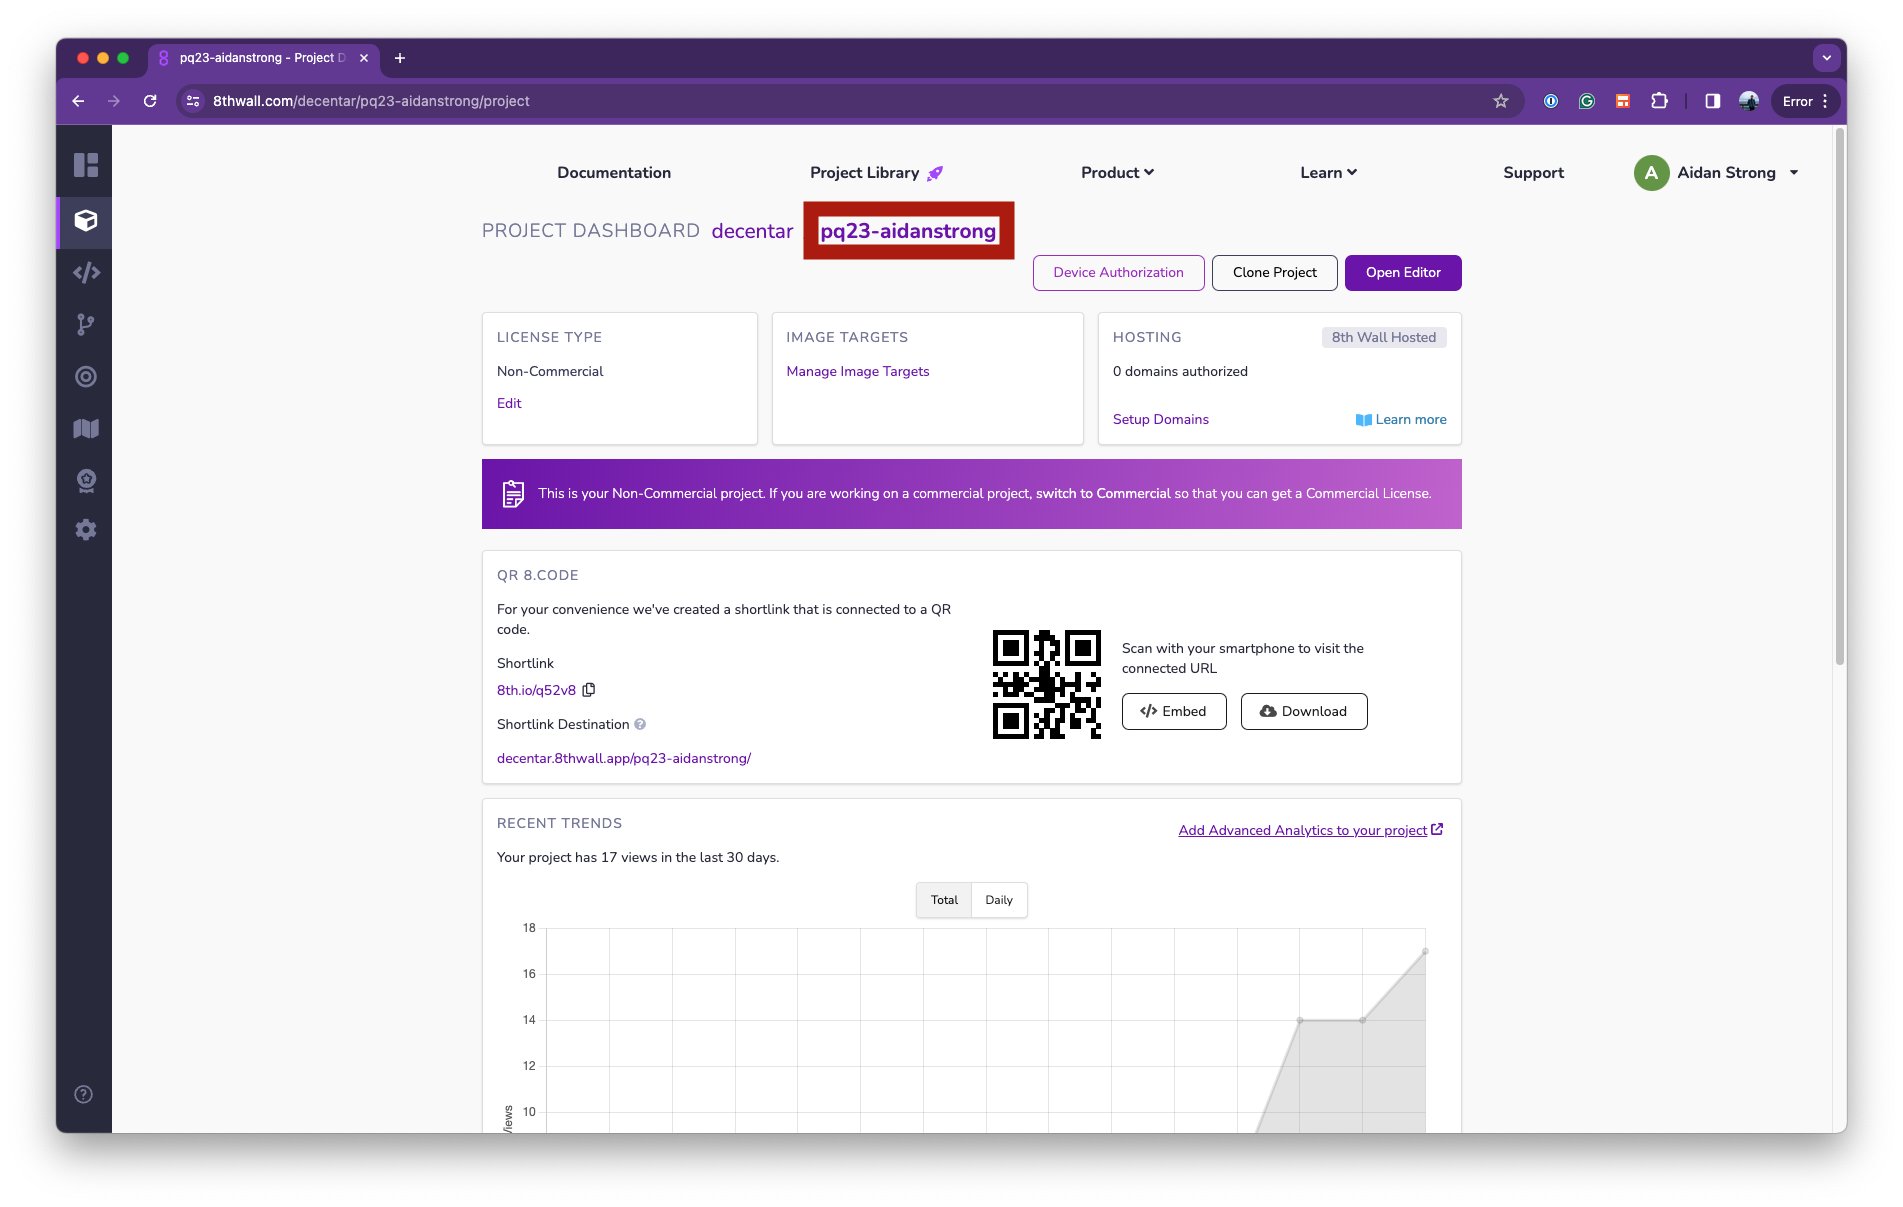 pq23-aidanstrong - Project D
8thwall.com/decentar/pq23-aidanstrong/project
Error
Documentation
Project Library
Product
Learn
Support
A
Aidan Strong
PROJECT DASHBOARD decentar pq23-aidanstrong
Device Authorization
Clone Project
Open Editor
LICENSE TYPE
Non-Commercial
Edit
IMAGE TARGETS
Manage Image Targets
HOSTING
8th Wall Hosted
0 domains authorized
Setup Domains
Learn more
This is your Non-Commercial project. If you are working on a commercial project, switch to Commercial so that you can get a Commercial License.
QR 8.CODE
For your convenience we've created a shortlink that is connected to a QR
code.
Shortlink
8th.io/q52v8
Shortlink Destination
decentar.8thwall.app/pq23-aidanstrong/
Scan with your smartphone to visit the
connected URL
Embed
Download
RECENT TRENDS
Add Advanced Analytics to your project
Your project has 17 views in the last 30 days.
Total
Daily
18
16
14
12
10
Views